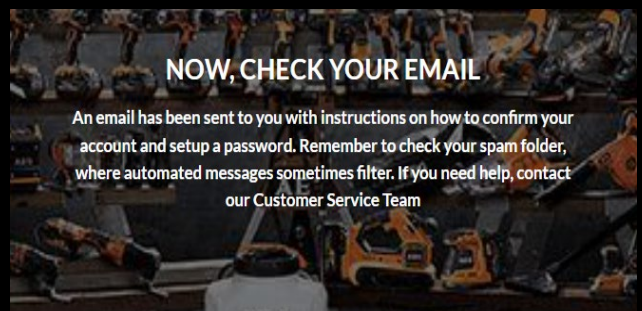 NOW, CHECK YOUR EMAIL
An email has been sent to you with instructions on how to confirm your
account and setup a password. Remember to check your spam folder,
where automated messages sometimes filter. If you need help, contact
our Customer Service Team